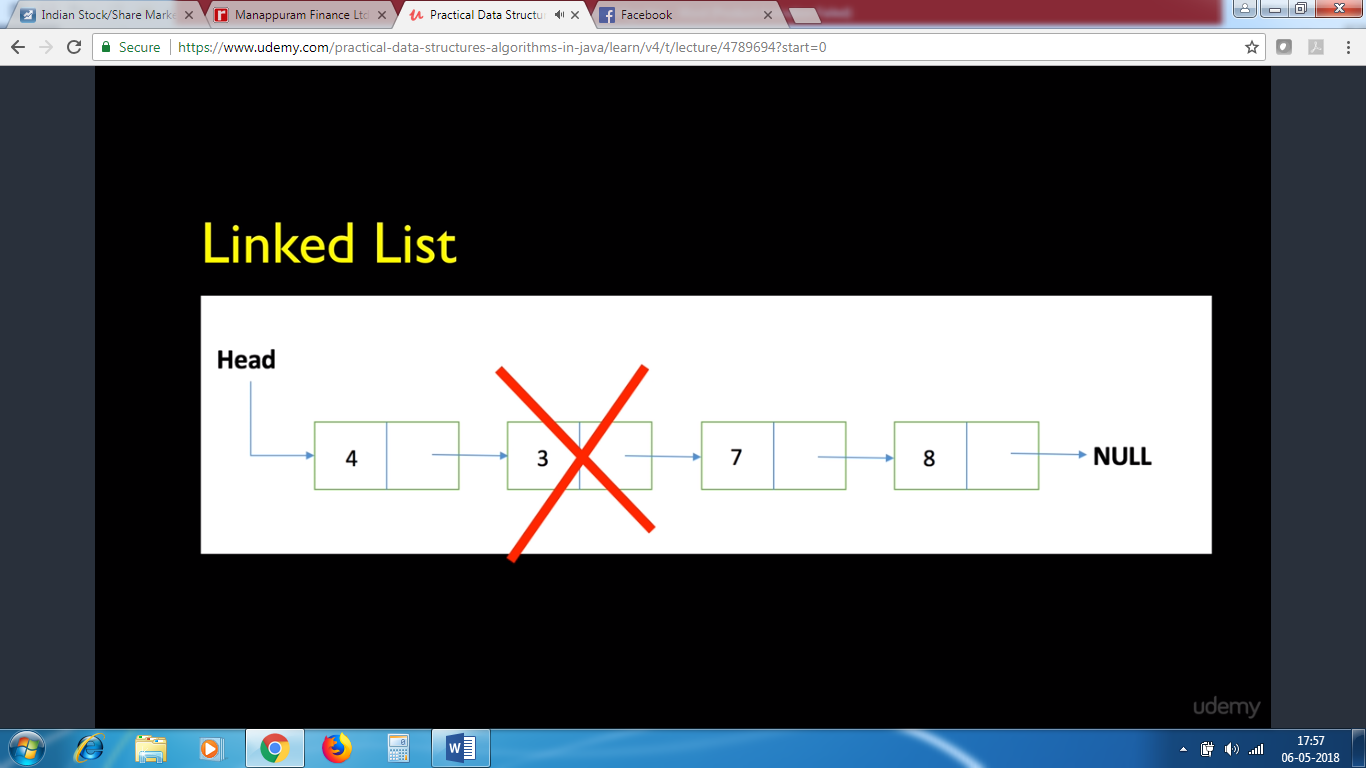 Indian Stock/Share Marke
Manappuram Finance Ltd
Practical Data Structu
Facebook
Secure
https://www.udemy.com/practical-data-structures-algorithms-in-java/learn/v4/t/lecture/4789694?start=0
Linked List
Head
4 3 7 8 NULL
udemy
17:57
06-05-2018